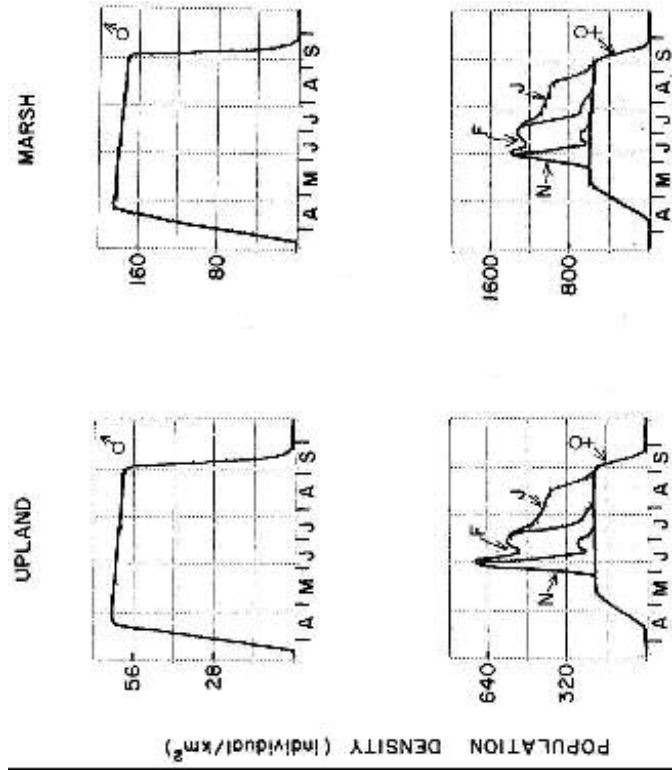 UPLAND
MARSH
POPULATION DENSITY (individual/km²)
56
28
♂
A M J J A S
160
80
♂
A M J J A S
640
320
N
F
J
♀
A M J J A S
1600
800
N
F
J
♀
A M J J A S